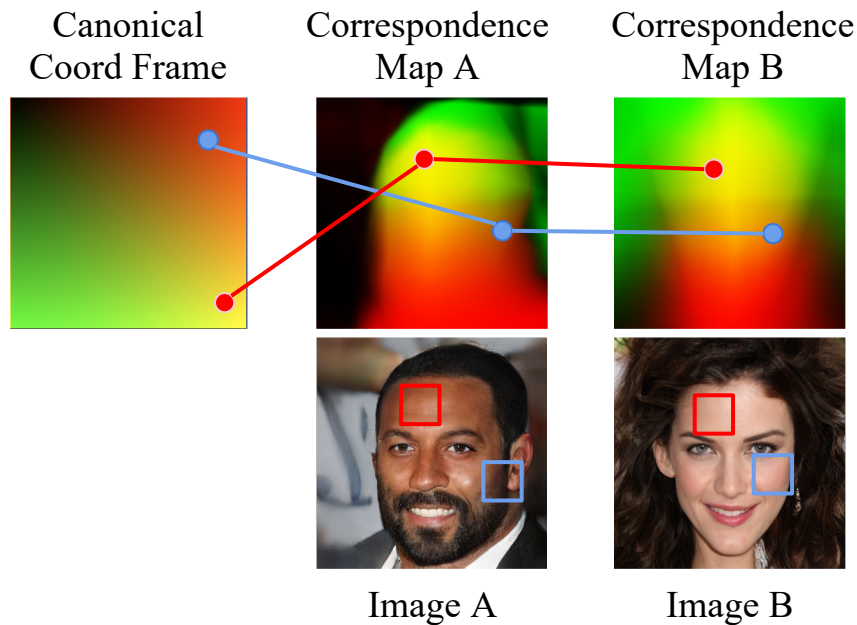 Canonical
Coord Frame
Correspondence
Map A
Correspondence
Map B
Image A
Image B